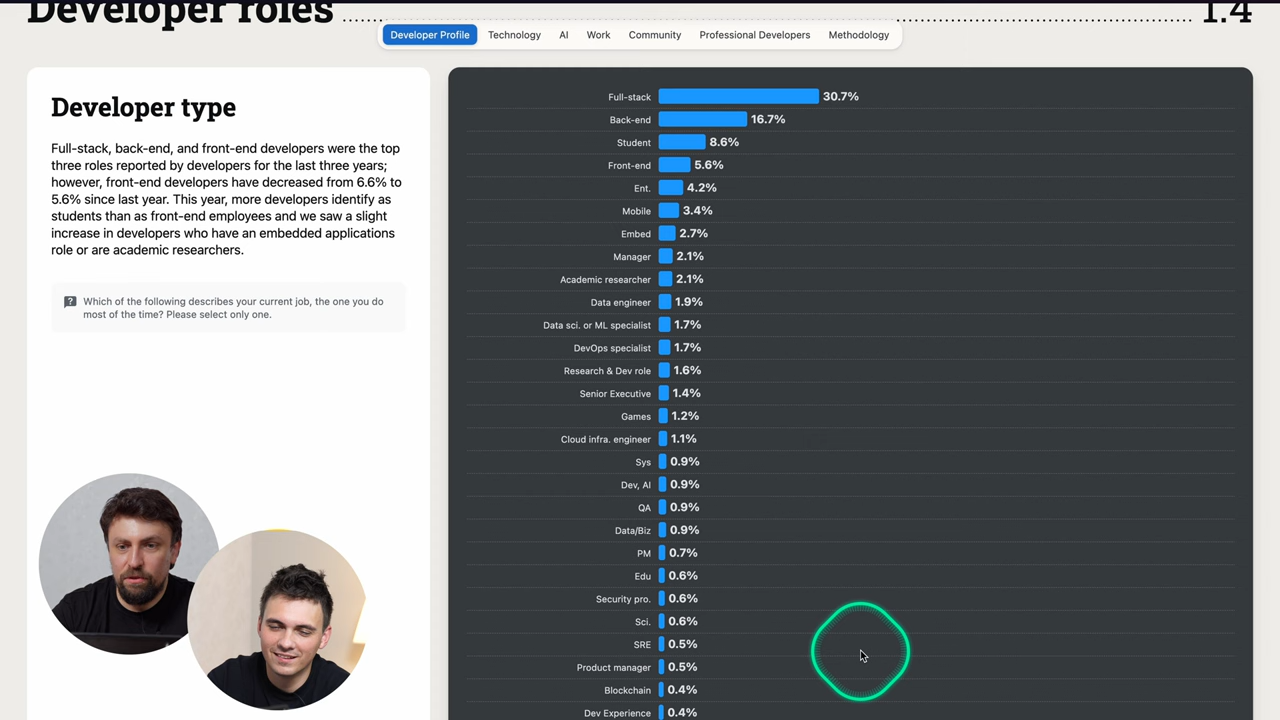 Developer roles 1.4
Developer Profile Technology AI Work Community Professional Developers Methodology
Developer type
Full-stack, back-end, and front-end developers were the top
three roles reported by developers for the last three years;
however, front-end developers have decreased from 6.6% to
5.6% since last year. This year, more developers identify as
students than as front-end employees and we saw a slight
increase in developers who have an embedded applications
role or are academic researchers.
?
Which of the following describes your current job, the one you do
most of the time? Please select only one.
Full-stack 30.7%
Back-end 16.7%
Student 8.6%
Front-end 5.6%
Ent. 4.2%
Mobile 3.4%
Embed 2.7%
Manager 2.1%
Academic researcher 2.1%
Data engineer 1.9%
Data sci. or ML specialist 1.7%
DevOps specialist 1.7%
Research & Dev role 1.6%
Senior Executive 1.4%
Games 1.2%
Cloud infra. engineer 1.1%
Sys 0.9%
Dev, AI 0.9%
QA 0.9%
Data/Biz 0.9%
PM 0.7%
Edu 0.6%
Security pro. 0.6%
Sci. 0.6%
SRE 0.5%
Product manager 0.5%
Blockchain 0.4%
Dev Experience 0.4%